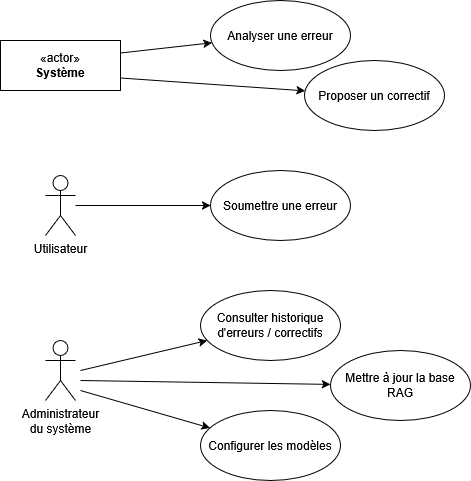 Analyser une erreur
«actor»
Système
Proposer un correctif
Soumettre une erreur
Utilisateur
Consulter historique
d'erreurs / correctifs
Mettre à jour la base
RAG
Administrateur
du système
Configurer les modèles